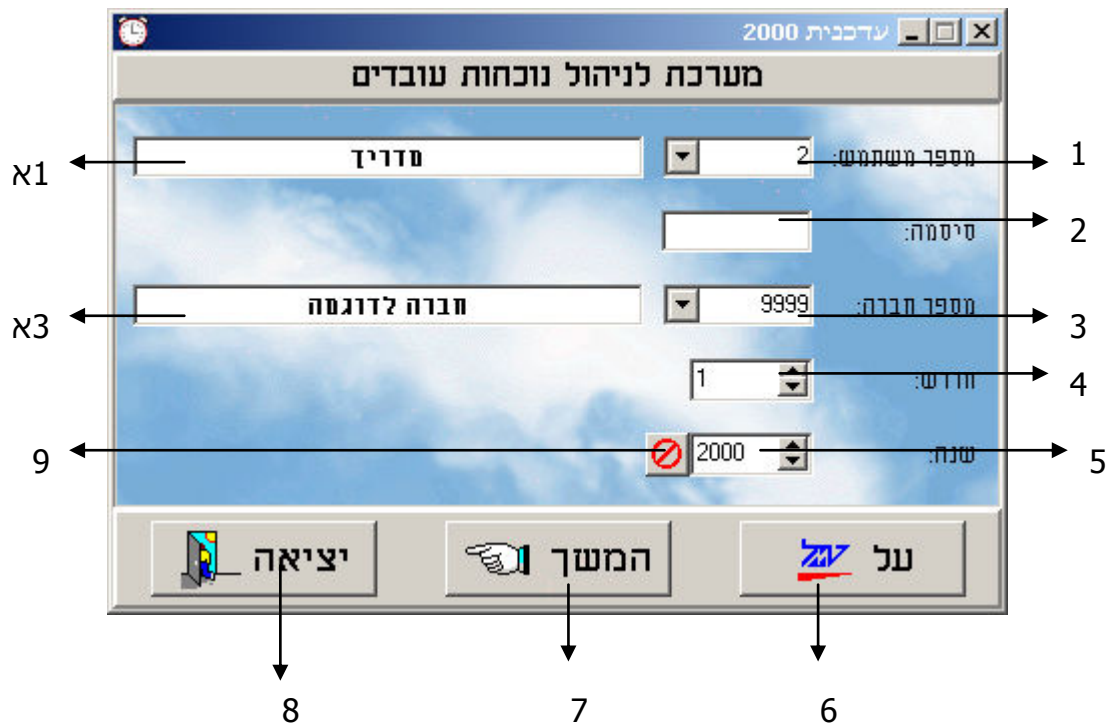 עדכנית 2000
מערכת לניהול נוכחות עובדים
1 מספר משתמש: 2 מדריך 1א
2 סיסמה:
3 מספר חברה: 9999 חברה לדוגמה 3א
4 חודש: 1
5 שנה: 2000 9
על ימל המשך יציאה
6 7 8